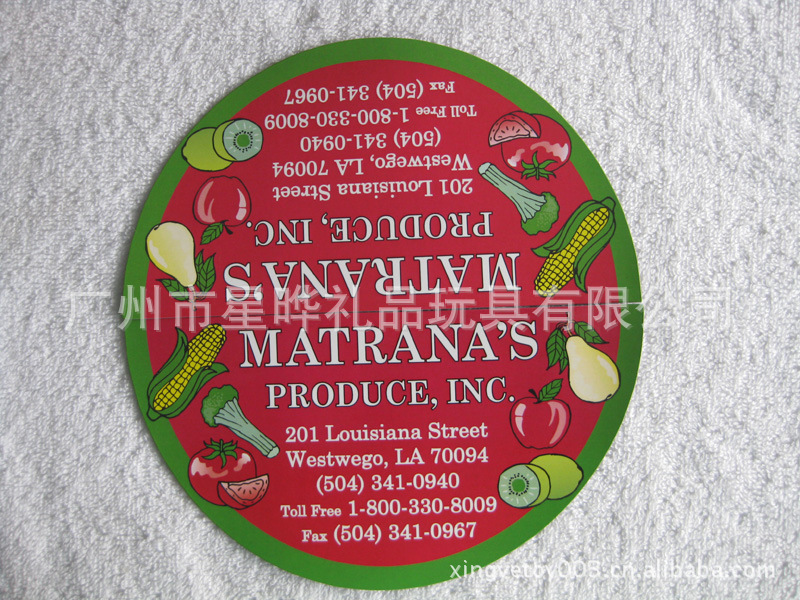 Fax (504) 341-0967
Toll Free 1-800-330-8009
(504) 341-0940
Westwego, LA 70094
201 Louisiana Street
PRODUCE, INC.
MATRANA'S
广州市星晔礼品玩具有限公司
MATRANA'S
PRODUCE, INC.
201 Louisiana Street
Westwego, LA 70094
(504) 341-0940
Toll Free 1-800-330-8009
Fax (504) 341-0967
xingyetoy003.cn.alibaba.com